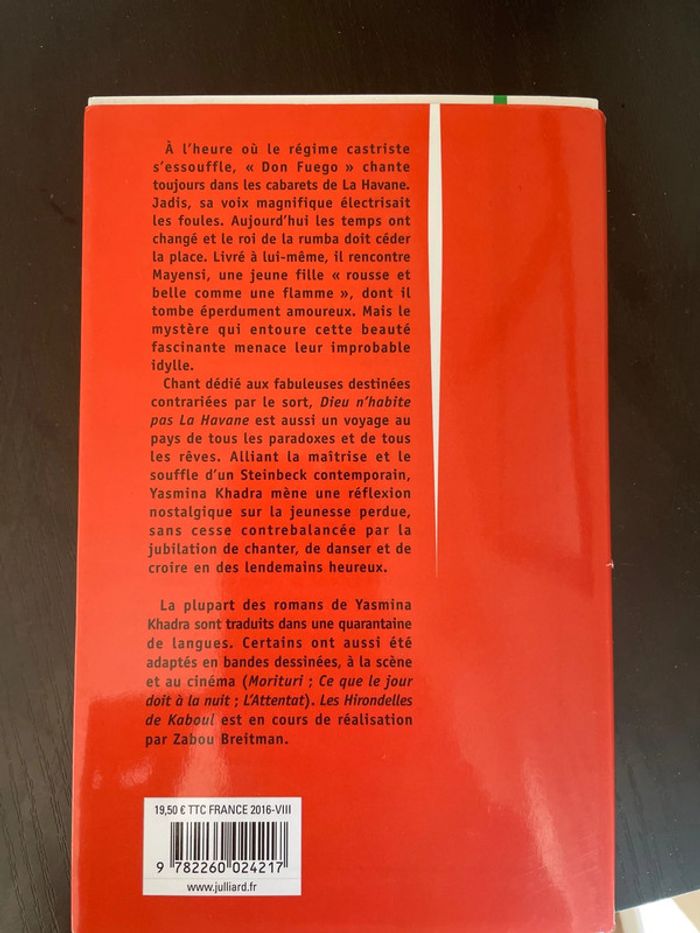 À l'heure où le régime castriste
s'essouffle, « Don Fuego » chante
toujours dans les cabarets de La Havane.
Jadis, sa voix magnifique électrisait
les foules. Aujourd'hui les temps ont
changé et le roi de la rumba doit céder
la place. Livré à lui-même, il rencontre
Mayensi, une jeune fille « rousse et
belle comme une flamme », dont il
tombe éperdument amoureux. Mais le
mystère qui entoure cette beauté
fascinante menace leur improbable
idylle.
Chant dédié aux fabuleuses destinées
contrariées par le sort, Dieu n'habite
pas La Havane est aussi un voyage au
pays de tous les paradoxes et de tous
les rêves. Alliant la maîtrise et le
souffle d'un Steinbeck contemporain,
Yasmina Khadra mène une réflexion
nostalgique sur la jeunesse perdue,
sans cesse contrebalancée par la
jubilation de chanter, de danser et de
croire en des lendemains heureux.
La plupart des romans de Yasmina
Khadra sont traduits dans une quarantaine
de langues. Certains ont aussi été
adaptés en bandes dessinées, à la scène
et au cinéma (Morituri ; Ce que le jour
doit à la nuit ; L'Attentat). Les Hirondelles
de Kaboul est en cours de réalisation
par Zabou Breitman.
19,50 € TTC FRANCE 2016-VIII
9 782260 024217
www.julliard.fr